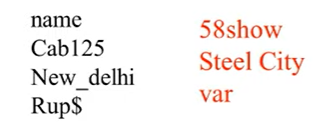 name
Cab125
New_delhi
Rup$
58show
Steel City
var